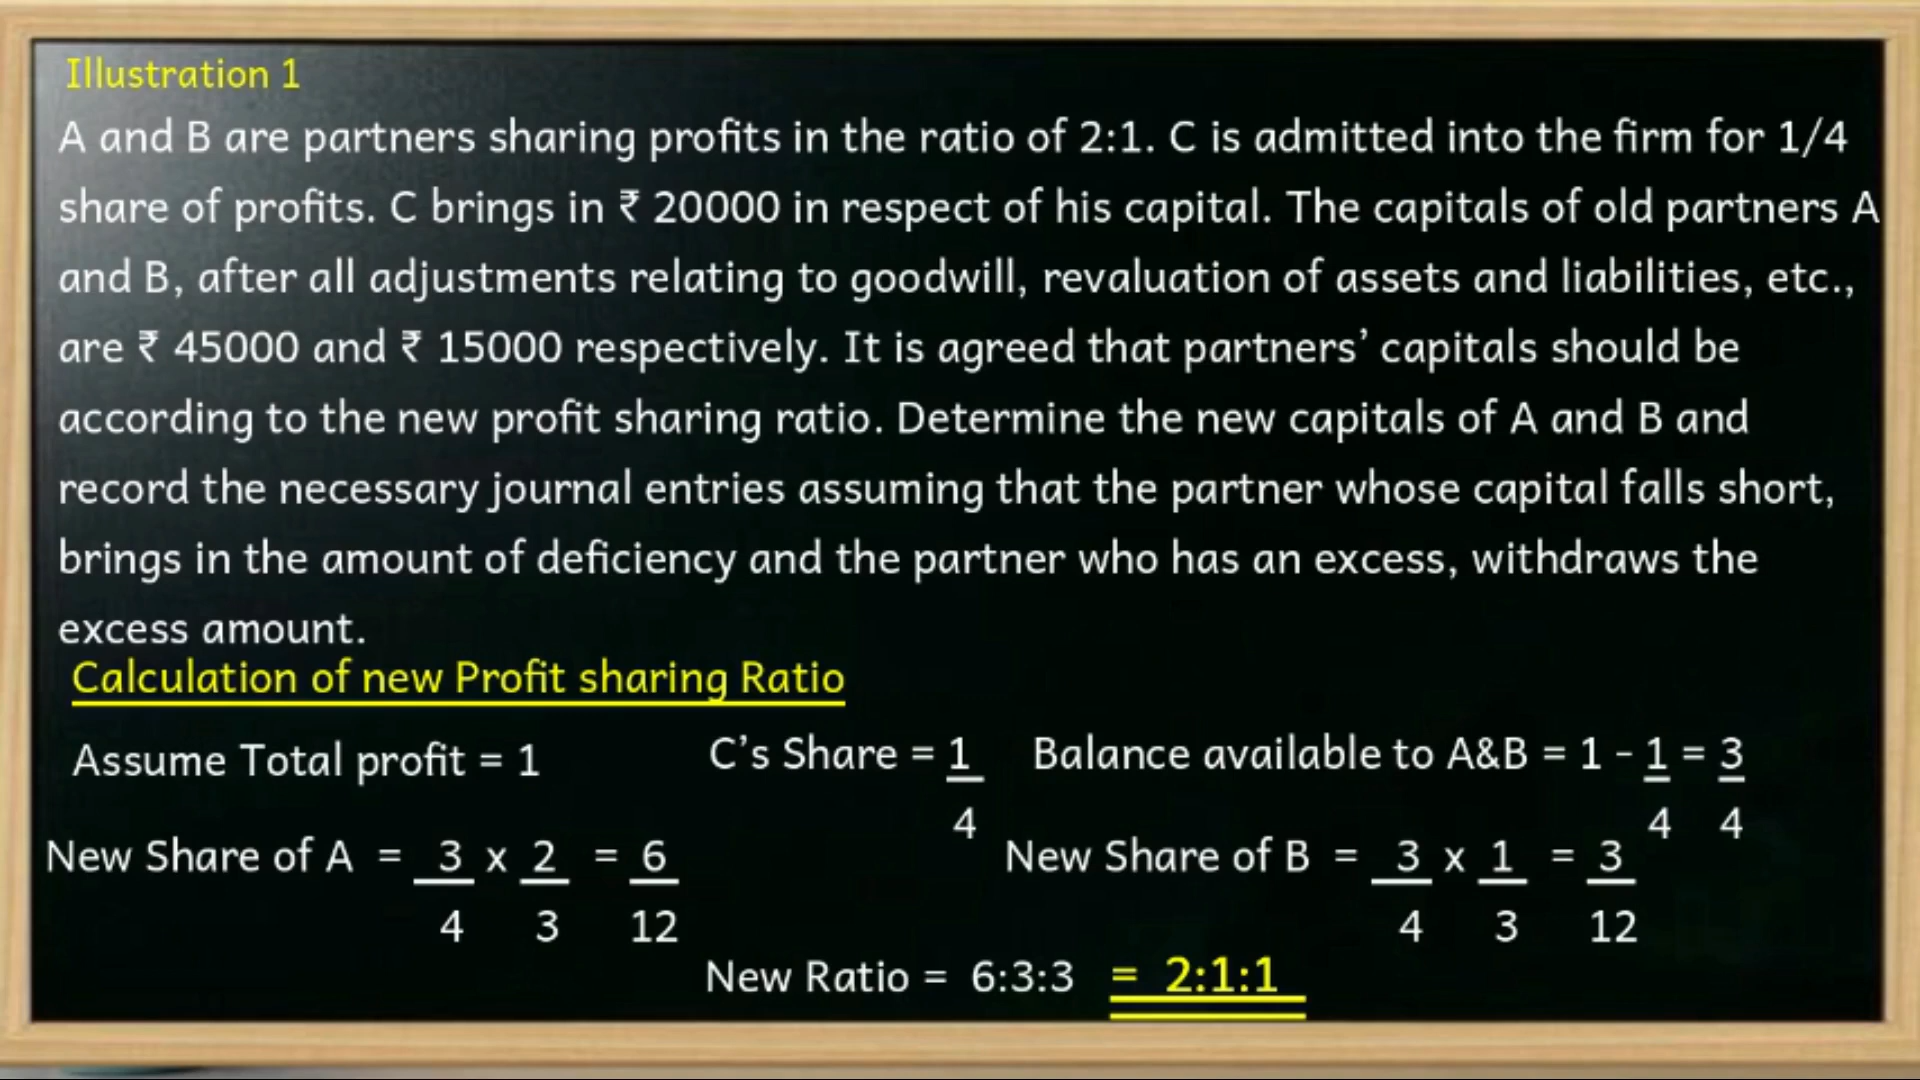 Illustration 1
A and B are partners sharing profits in the ratio of 2:1. C is admitted into the firm for 1/4
share of profits. C brings in ₹ 20000 in respect of his capital. The capitals of old partners A
and B, after all adjustments relating to goodwill, revaluation of assets and liabilities, etc.,
are ₹ 45000 and ₹ 15000 respectively. It is agreed that partners’ capitals should be
according to the new profit sharing ratio. Determine the new capitals of A and B and
record the necessary journal entries assuming that the partner whose capital falls short,
brings in the amount of deficiency and the partner who has an excess, withdraws the
excess amount.
Calculation of new Profit sharing Ratio
Assume Total profit = 1 C’s Share = 1 Balance available to A&B = 1 - 1 = 3
4 4 4
New Share of A = 3 x 2 = 6 New Share of B = 3 x 1 = 3
4 3 12 4 3 12
New Ratio = 6:3:3 = 2:1:1